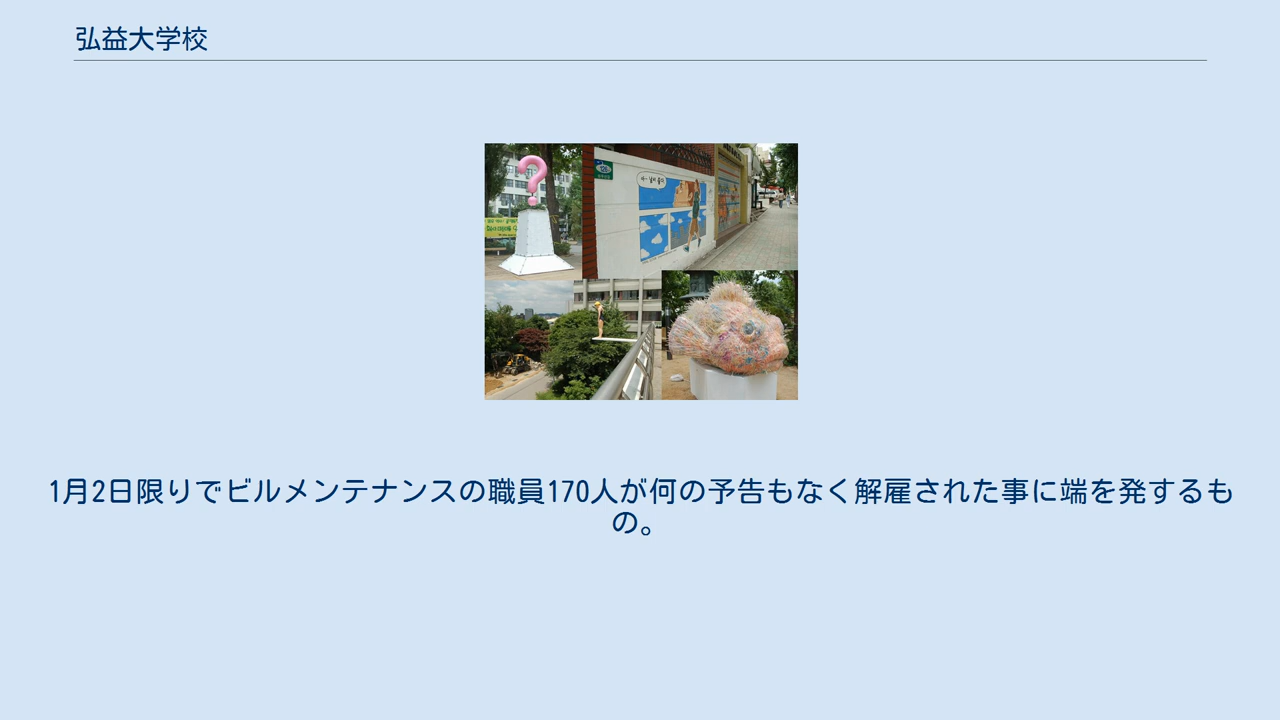 弘益大学校
1月2日限りでビルメンテナンスの職員170人が何の予告もなく解雇された事に端を発するも
の。